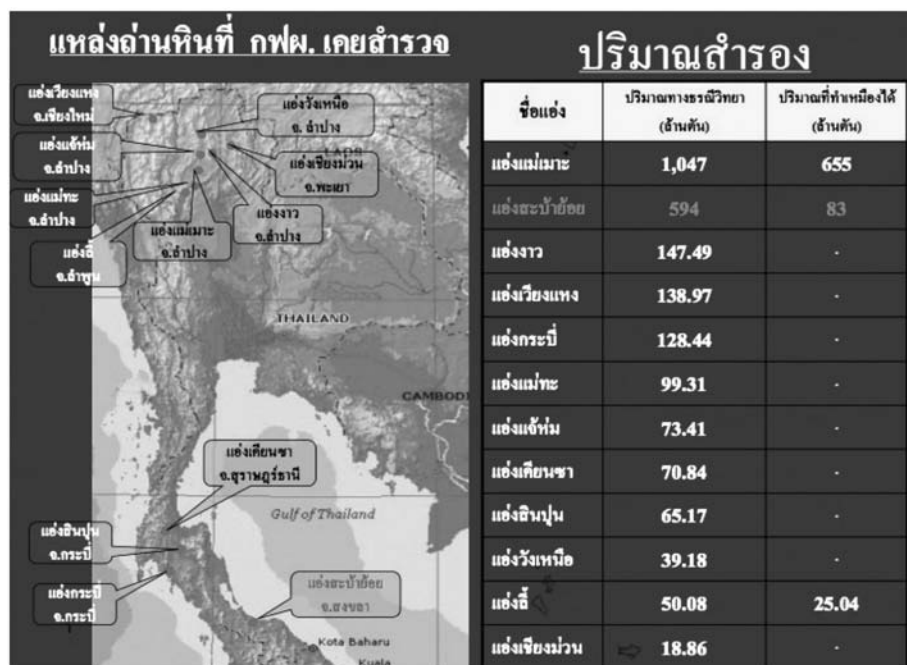 แหล่งถ่านหินที่ กฟผ. เคยสำรวจ
แอ่งเวียงแหง
จ.เชียงใหม่
แอ่งวังเหนือ
จ. ลำปาง
แอ่งแจ้ห่ม
จ.ลำปาง
LAOS
แอ่งเชียงม่วน
จ.พะเยา
แอ่งแม่ทะ
จ.ลำปาง
แอ่งแม่เมาะ
จ.ลำปาง
แอ่งงาว
จ.ลำปาง
แอ่งลี้
จ.ลำพูน
THAILAND
CAMBODI
แอ่งเคียนซา
จ.สุราษฎร์ธานี
Gulf of Thailand
แอ่งสินปุน
จ.กระบี่
แอ่งกระบี่
จ.กระบี่
แอ่งสะบ้าย้อย
จ.สงขลา
Kota Baharu
Kuala
ปริมาณสำรอง
ชื่อแอ่ง ปริมาณทางธรณีวิทยา (ล้านตัน) ปริมาณที่ทำเหมืองได้ (ล้านตัน)
แอ่งแม่เมาะ 1,047 655
แอ่งสะบ้าย้อย 594 83
แอ่งงาว 147.49 -
แอ่งเวียงแหง 138.97 -
แอ่งกระบี่ 128.44 -
แอ่งแม่ทะ 99.31 -
แอ่งแจ้ห่ม 73.41 -
แอ่งเคียนซา 70.84 -
แอ่งสินปุน 65.17 -
แอ่งวังเหนือ 39.18 -
แอ่งลี้ 50.08 25.04
แอ่งเชียงม่วน 18.86 -